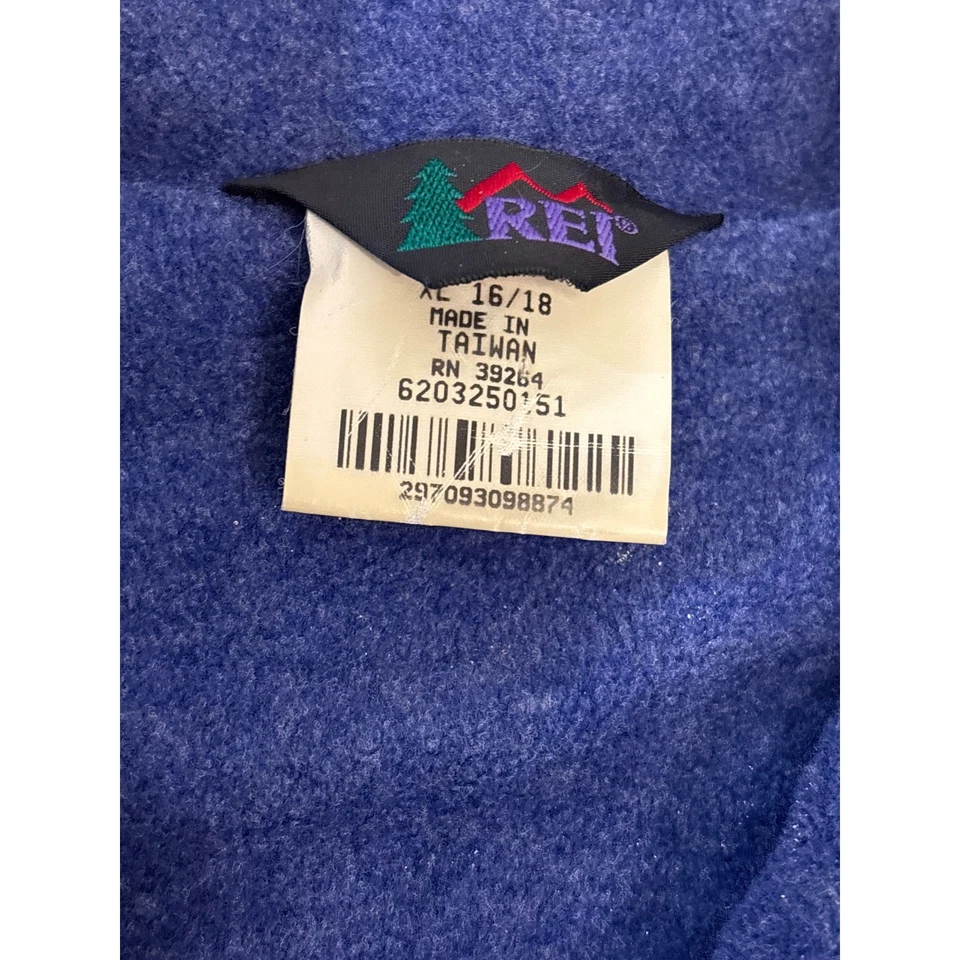 REI®
XL 16/18
MADE IN
TAIWAN
RN 39264
6203250151
297093098874